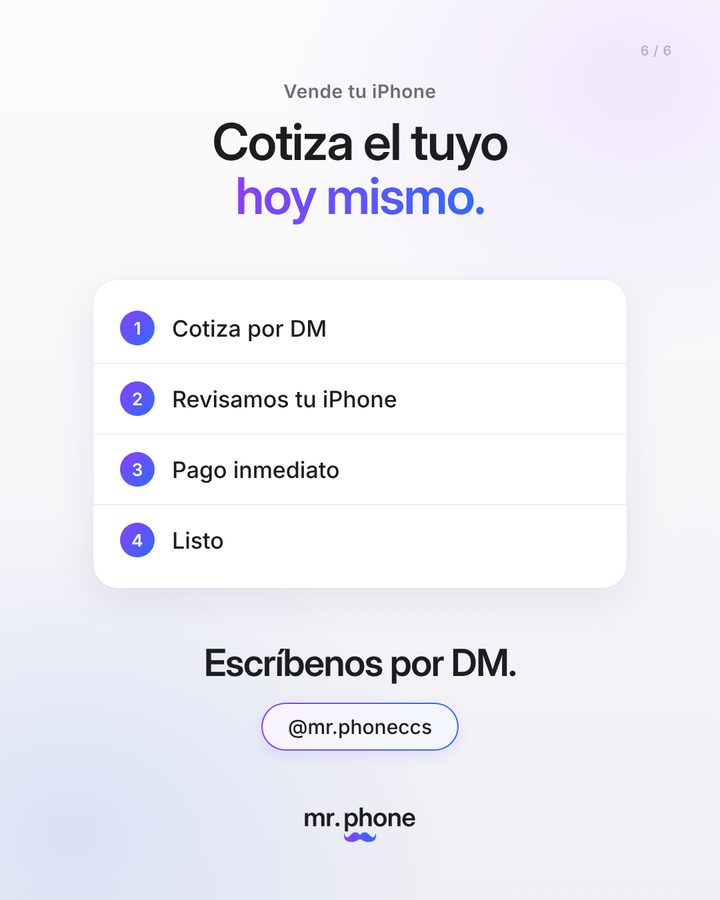 6 / 6
Vende tu iPhone
Cotiza el tuyo
hoy mismo.
1 Cotiza por DM
2 Revisamos tu iPhone
3 Pago inmediato
4 Listo
Escríbenos por DM.
@mr.phoneccs
mr.phone